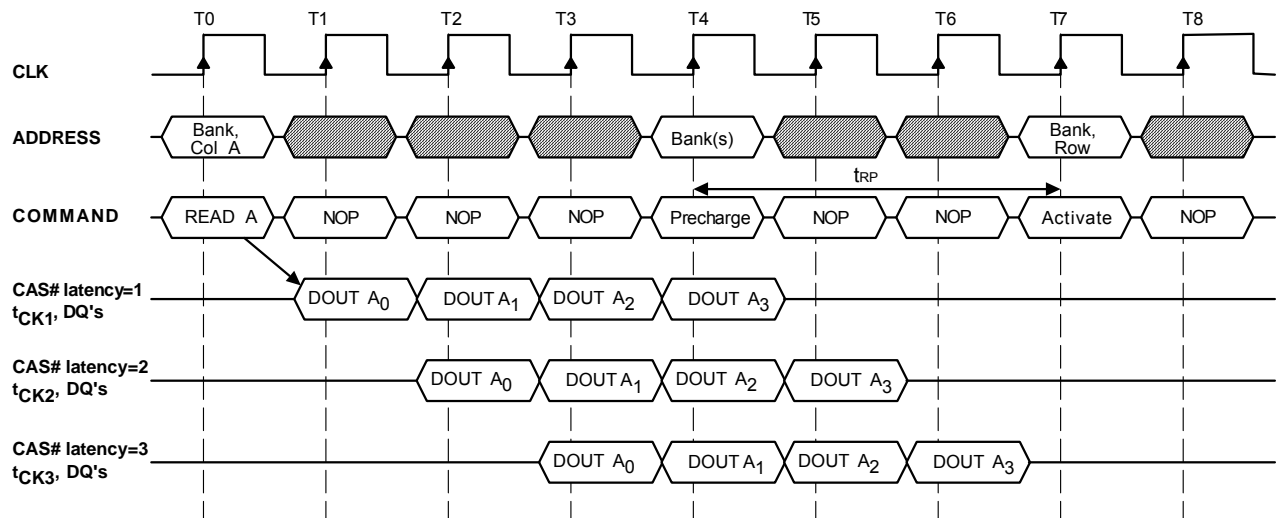 T0 T1 T2 T3 T4 T5 T6 T7 T8
CLK
ADDRESS
Bank,
Col A
Bank(s)
Bank,
Row
tRP
COMMAND
READ A NOP NOP NOP Precharge NOP NOP Activate NOP
CAS# latency=1
tCK1, DQ's
DOUT A0 DOUT A1 DOUT A2 DOUT A3
CAS# latency=2
tCK2, DQ's
DOUT A0 DOUT A1 DOUT A2 DOUT A3
CAS# latency=3
tCK3, DQ's
DOUT A0 DOUT A1 DOUT A2 DOUT A3